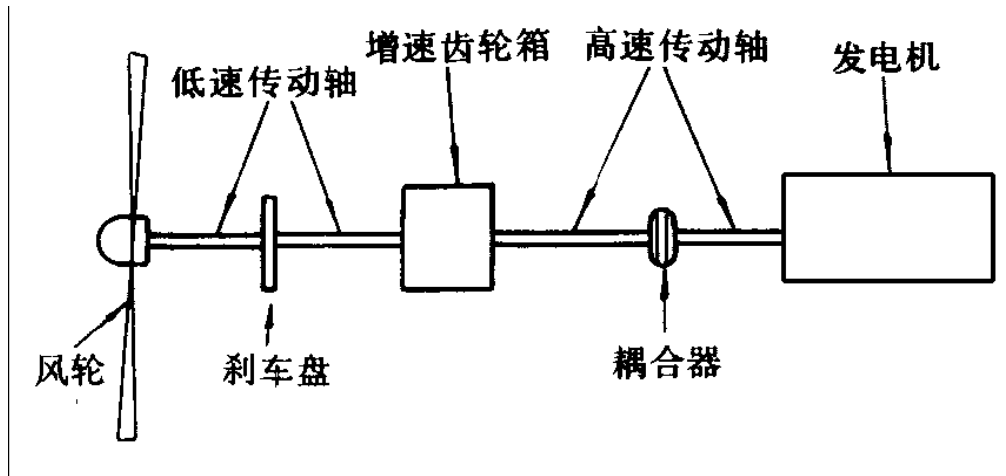 低速传动轴
增速齿轮箱
高速传动轴
发电机
风轮
刹车盘
耦合器